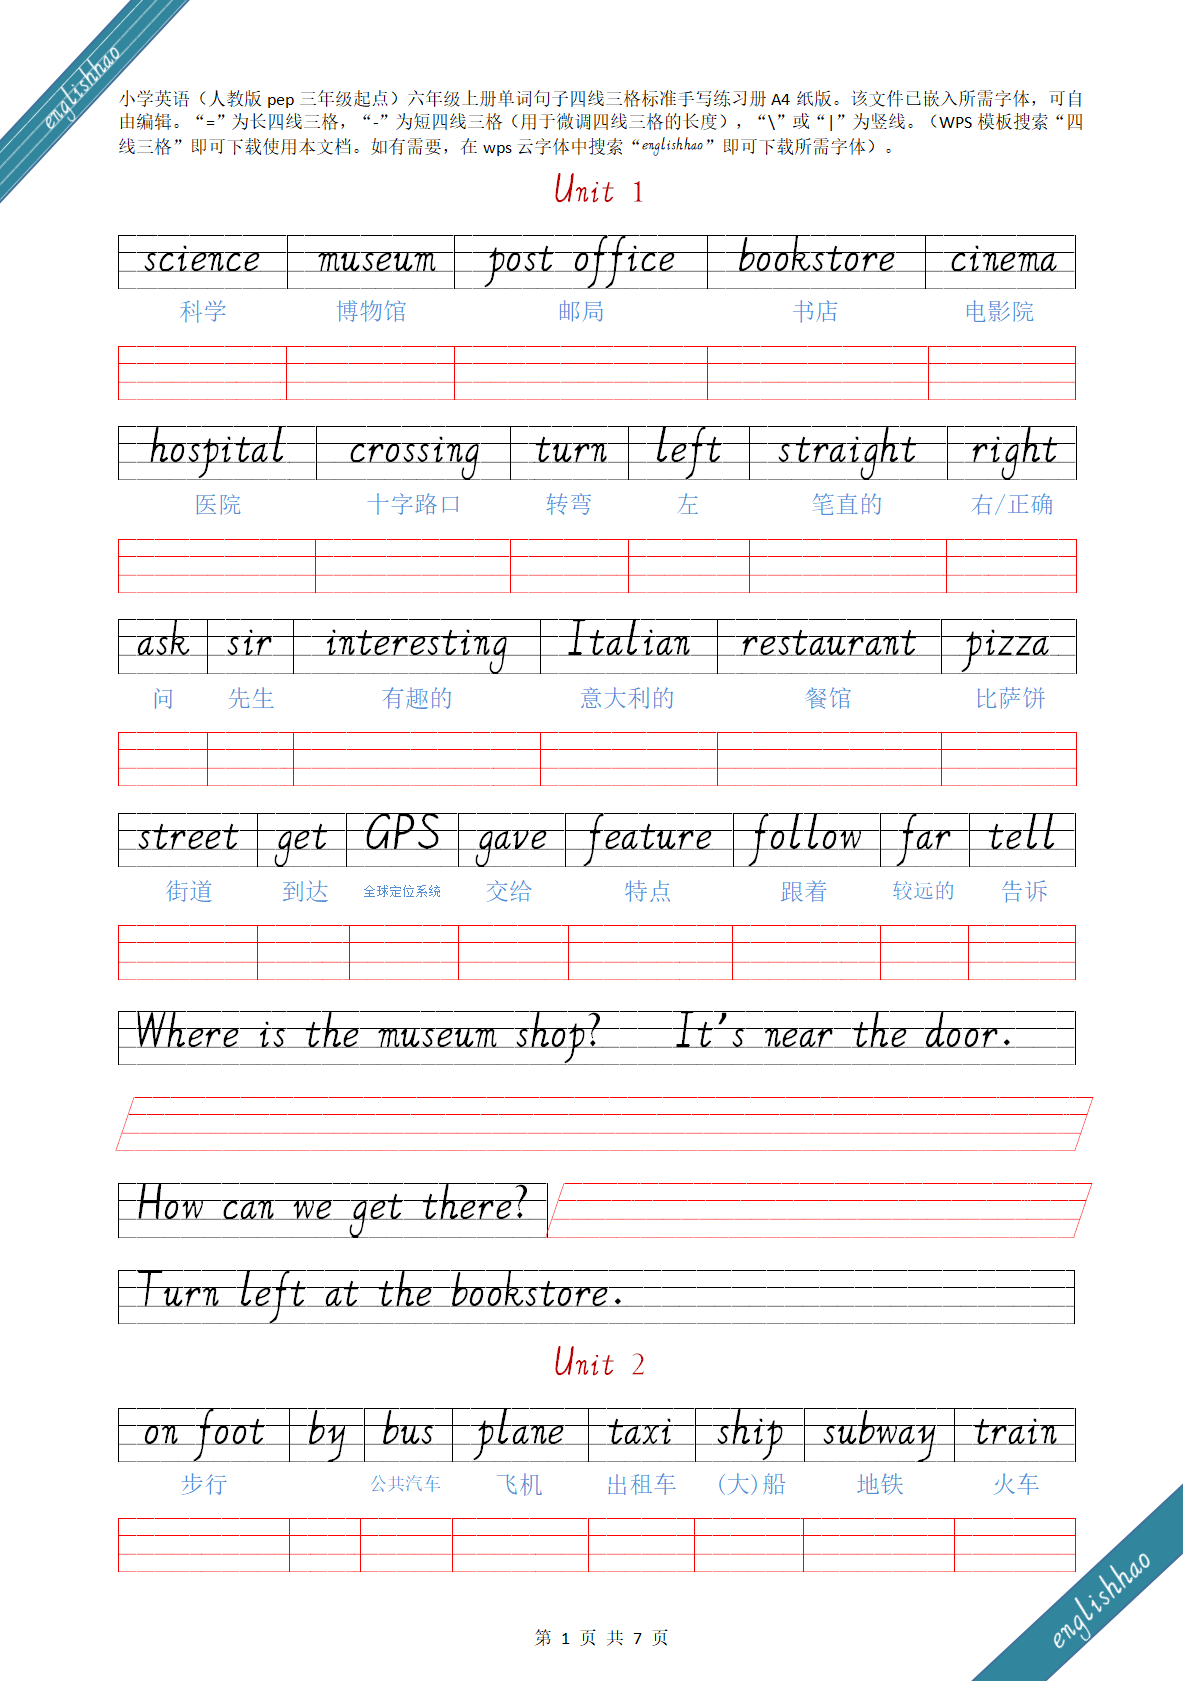 englishhao
小学英语（人教版 pep 三年级起点）六年级上册单词句子四线三格标准手写练习册 A4 纸版。该文件已嵌入所需字体，可自
由编辑。“=”为长四线三格，“-”为短四线三格（用于微调四线三格的长度），“\”或“|”为竖线。（WPS 模板搜索“四
线三格”即可下载使用本文档。如有需要，在 wps 云字体中搜索“englishhao”即可下载所需字体）。
Unit 1
science museum post office bookstore cinema
科学 博物馆 邮局 书店 电影院
hospital crossing turn left straight right
医院 十字路口 转弯 左 笔直的 右/正确
ask sir interesting Italian restaurant pizza
问 先生 有趣的 意大利的 餐馆 比萨饼
street get GPS gave feature follow far tell
街道 到达 全球定位系统 交给 特点 跟着 较远的 告诉
Where is the museum shop? It's near the door.
How can we get there?
Turn left at the bookstore.
Unit 2
on foot by bus plane taxi ship subway train
步行 公共汽车 飞机 出租车 (大)船 地铁 火车
englishhao
第 1 页 共 7 页